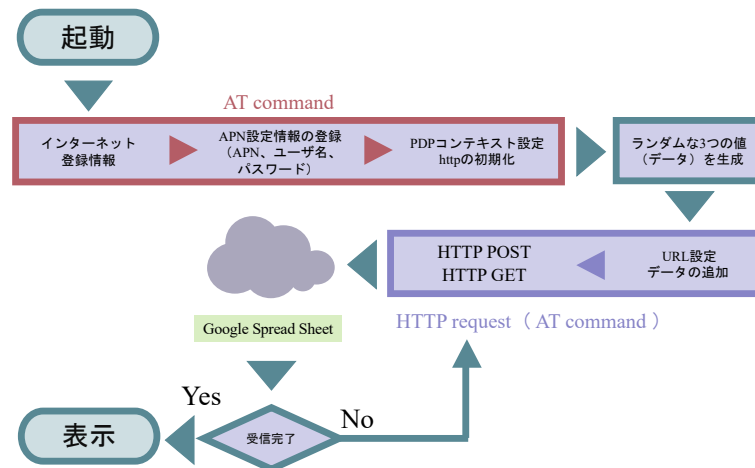 起動
AT command
インターネット
登録情報
APN設定情報の登録
（APN、ユーザ名、
パスワード）
PDPコンテキスト設定
httpの初期化
ランダムな3つの値
（データ）を生成
URL設定
データの追加
HTTP POST
HTTP GET
HTTP request（ AT command ）
Google Spread Sheet
受信完了
Yes
No
表示